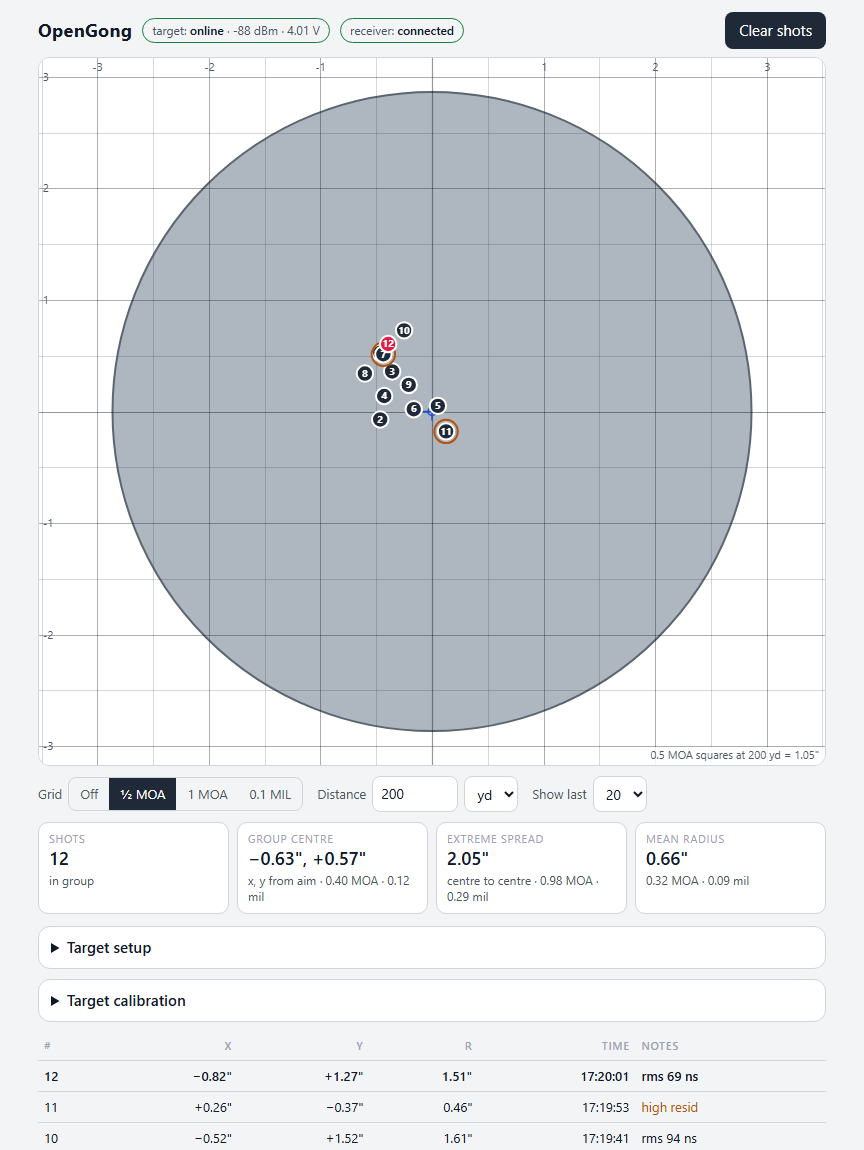 OpenGong
target: online · -88 dBm · 4.01 V
receiver: connected
Clear shots
-3 -2 -1 1 2 3
3
2
1
-1
-2
-3
10
12
7
3
8
9
4
6
5
2
11
0.5 MOA squares at 200 yd = 1.05"
Grid Off ½ MOA 1 MOA 0.1 MIL Distance 200 yd Show last 20
SHOTS
12
in group
GROUP CENTRE
−0.63", +0.57"
x, y from aim · 0.40 MOA · 0.12
mil
EXTREME SPREAD
2.05"
centre to centre · 0.98 MOA ·
0.29 mil
MEAN RADIUS
0.66"
0.32 MOA · 0.09 mil
Target setup
Target calibration
# X Y R TIME NOTES
12 −0.82" +1.27" 1.51" 17:20:01 rms 69 ns
11 +0.26" −0.37" 0.46" 17:19:53 high resid
10 −0.52" +1.52" 1.61" 17:19:41 rms 94 ns